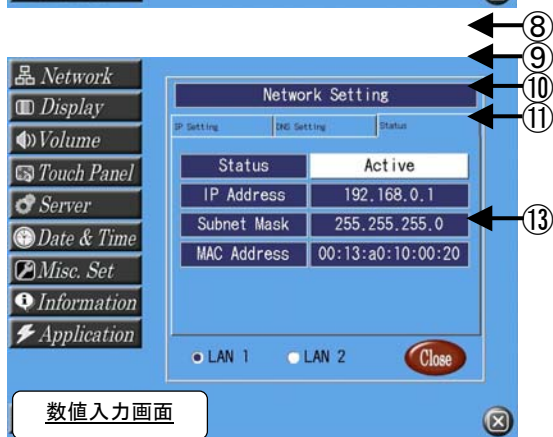 ⑧
⑨
⑩
⑪
⑬
Network
Display
Volume
Touch Panel
Server
Date & Time
Misc. Set
Information
Application
Network Setting
IP Setting
DNS Setting
Status
Status
Active
IP Address
192.168.0.1
Subnet Mask
255.255.255.0
MAC Address
00:13:a0:10:00:20
LAN 1
LAN 2
Close
数値入力画面